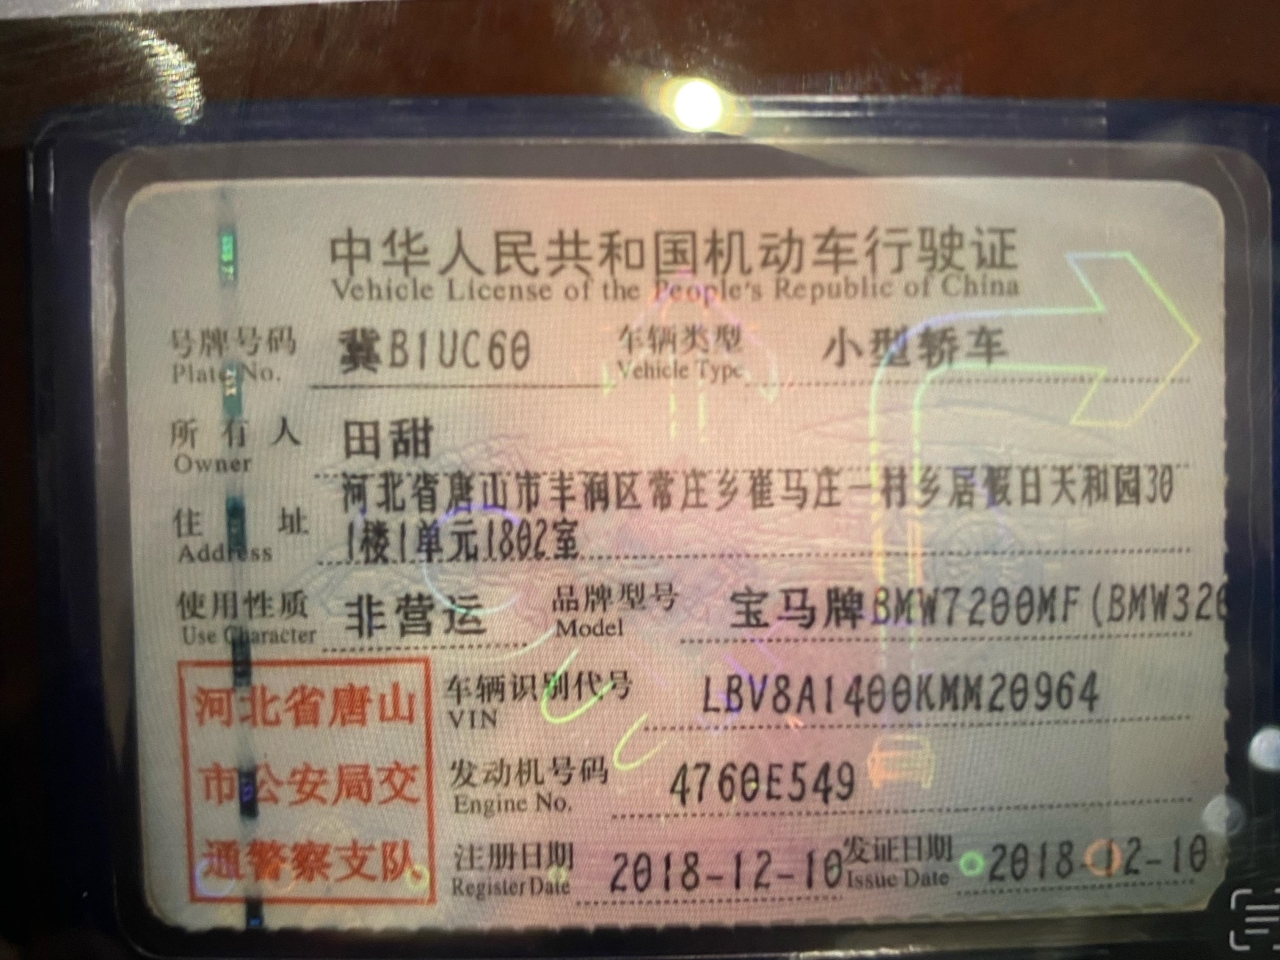 中华人民共和国机动车行驶证
Vehicle License of the People's Republic of China
号牌号码 冀B1UC60 车辆类型 小型轿车
Plate No. Vehicle Type
所有人 田甜
Owner
住址 河北省唐山市丰润区常庄乡崔马庄一村乡居假日天和园30
1楼1单元1802室
Address
使用性质 非营运 品牌型号 宝马牌BMW7200MF(BMW320
Use Character Model
河北省唐山
市公安局交
通警察支队
车辆识别代号 LBV8A1400KMM20964
VIN
发动机号码 4760E549
Engine No.
注册日期 2018-12-10 发证日期 2018-12-10
Register Date Issue Date